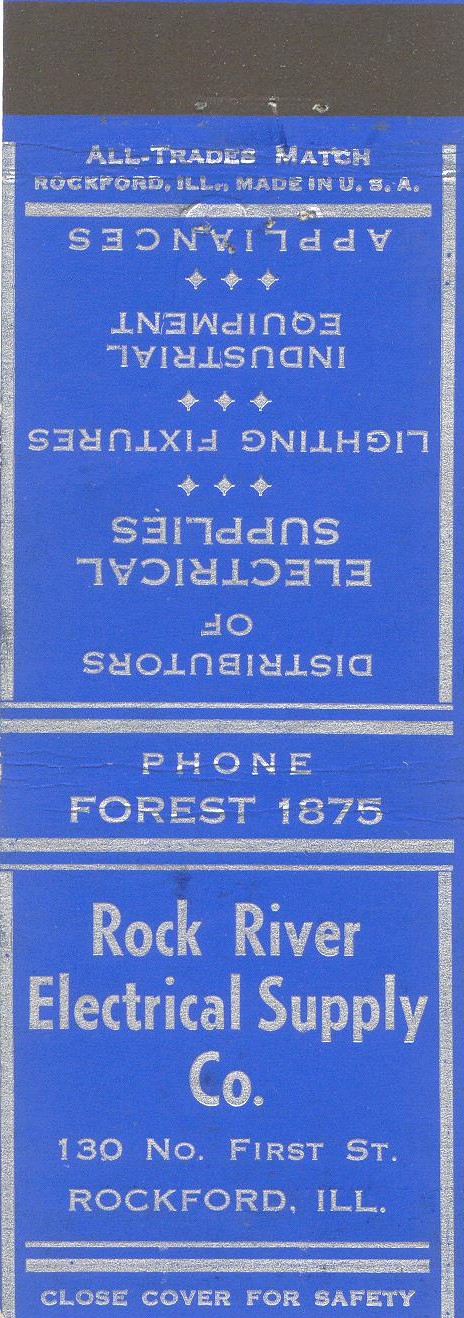 ALL-TRADES MATCH
ROCKFORD, ILL., MADE IN U. S. A.
DISTRIBUTORS
OF
ELECTRICAL
SUPPLIES
LIGHTING FIXTURES
INDUSTRIAL
EQUIPMENT
APPLIANCES
PHONE
FOREST 1875
Rock River
Electrical Supply
Co.
130 No. First St.
ROCKFORD, ILL.
CLOSE COVER FOR SAFETY